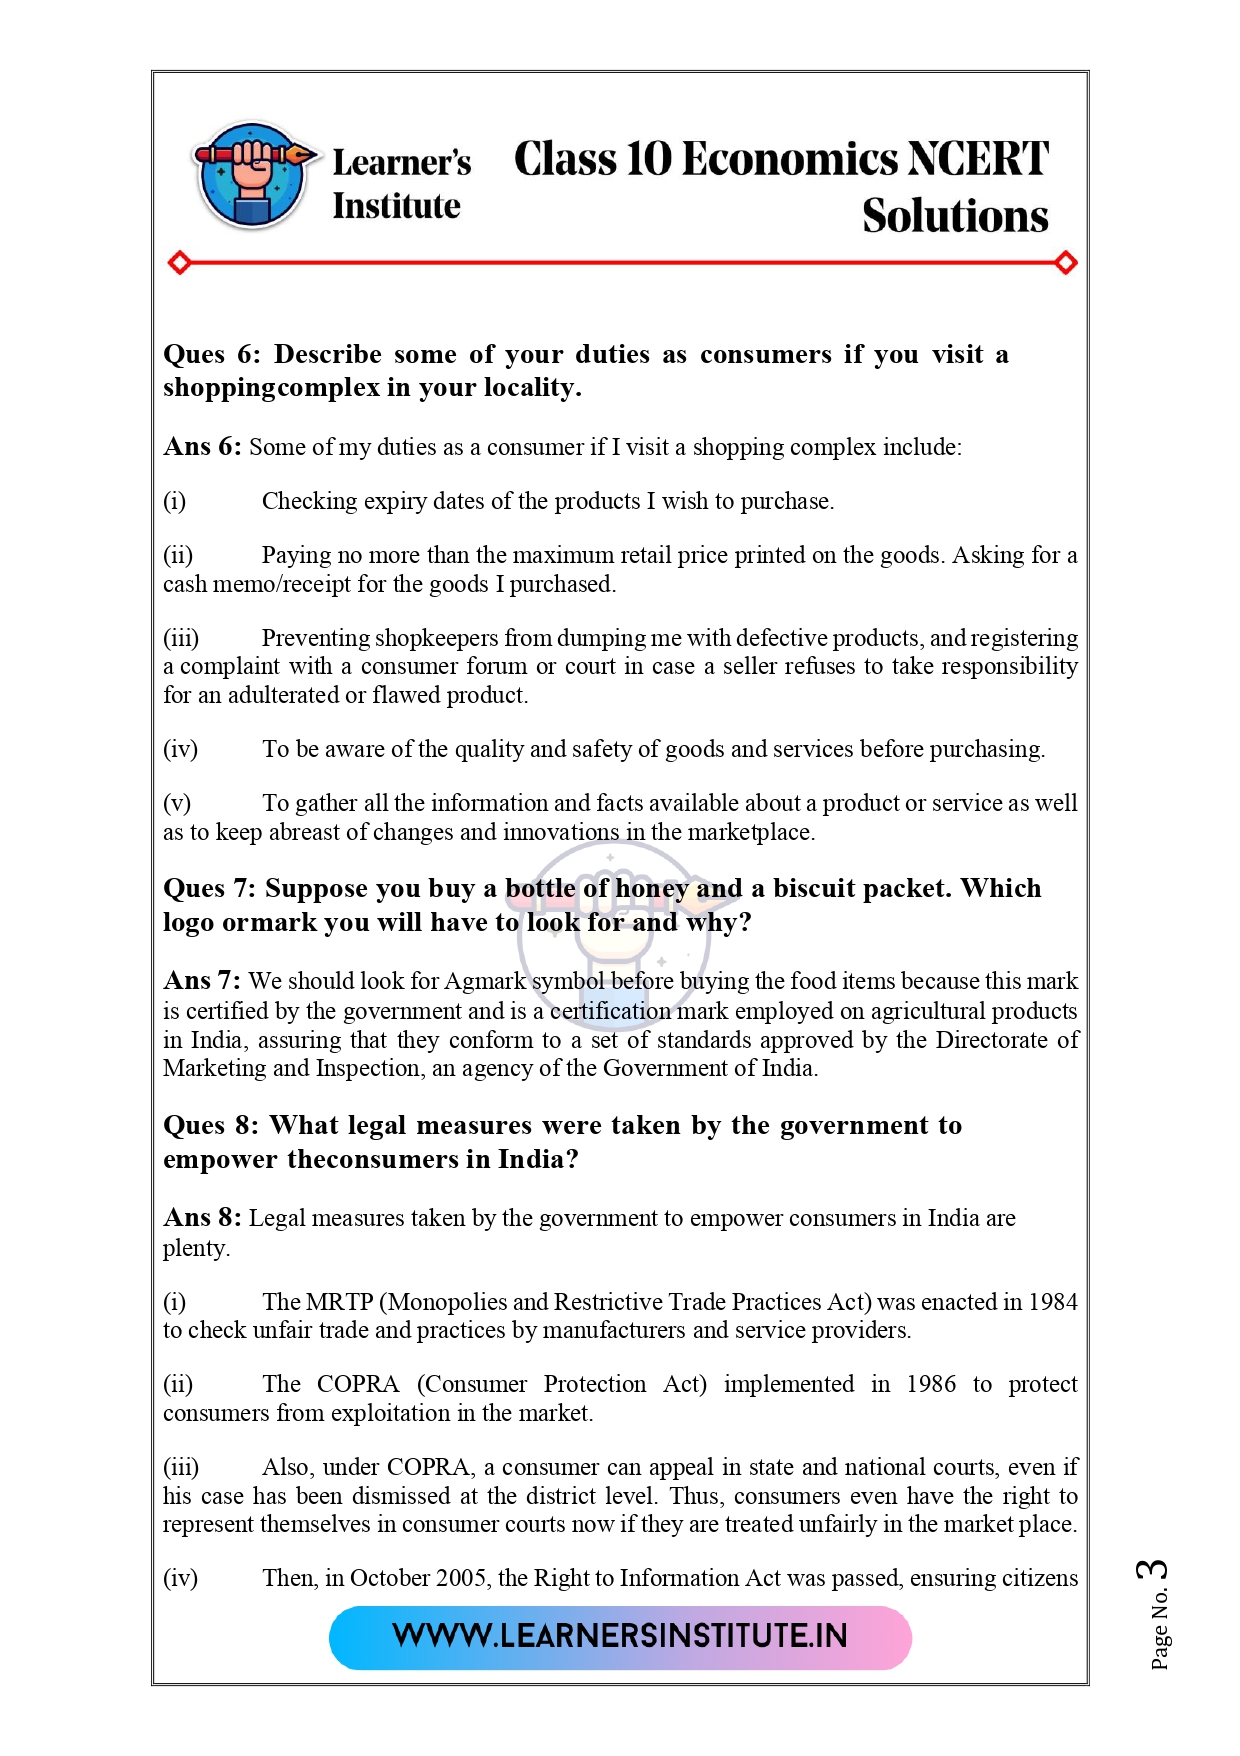 Learner's
Institute
Class 10 Economics NCERT
Solutions
Ques 6: Describe some of your duties as consumers if you visit a
shoppingcomplex in your locality.
Ans 6: Some of my duties as a consumer if I visit a shopping complex include:
(i) Checking expiry dates of the products I wish to purchase.
(ii) Paying no more than the maximum retail price printed on the goods. Asking for a
cash memo/receipt for the goods I purchased.
(iii) Preventing shopkeepers from dumping me with defective products, and registering
a complaint with a consumer forum or court in case a seller refuses to take responsibility
for an adulterated or flawed product.
(iv) To be aware of the quality and safety of goods and services before purchasing.
(v) To gather all the information and facts available about a product or service as well
as to keep abreast of changes and innovations in the marketplace.
Ques 7: Suppose you buy a bottle of honey and a biscuit packet. Which
logo ormark you will have to look for and why?
Ans 7: We should look for Agmark symbol before buying the food items because this mark
is certified by the government and is a certification mark employed on agricultural products
in India, assuring that they conform to a set of standards approved by the Directorate of
Marketing and Inspection, an agency of the Government of India.
Ques 8: What legal measures were taken by the government to
empower theconsumers in India?
Ans 8: Legal measures taken by the government to empower consumers in India are
plenty.
(i) The MRTP (Monopolies and Restrictive Trade Practices Act) was enacted in 1984
to check unfair trade and practices by manufacturers and service providers.
(ii) The COPRA (Consumer Protection Act) implemented in 1986 to protect
consumers from exploitation in the market.
(iii) Also, under COPRA, a consumer can appeal in state and national courts, even if
his case has been dismissed at the district level. Thus, consumers even have the right to
represent themselves in consumer courts now if they are treated unfairly in the market place.
(iv) Then, in October 2005, the Right to Information Act was passed, ensuring citizens
WWW.LEARNERSINSTITUTE.IN
Page No. 3